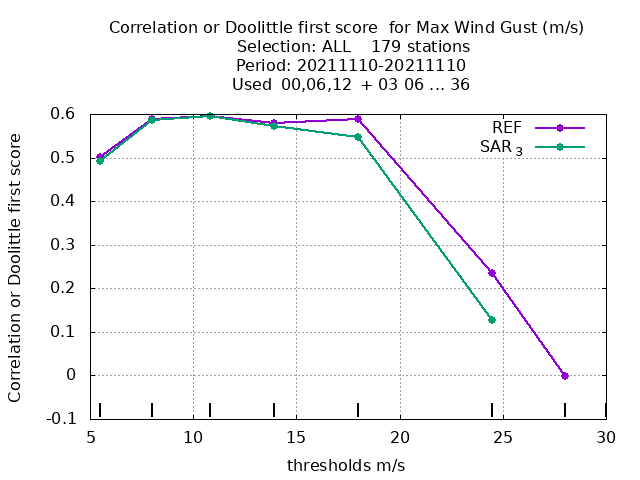 Correlation or Doolittle first score  for Max Wind Gust (m/s)
Selection: ALL    179 stations
Period: 20211110-20211110
Used  00,06,12  + 03 06 ... 36
REF
SAR 3
Correlation or Doolittle first score
0.6
0.5
0.4
0.3
0.2
0.1
0
-0.1
5 10 15 20 25 30
thresholds m/s